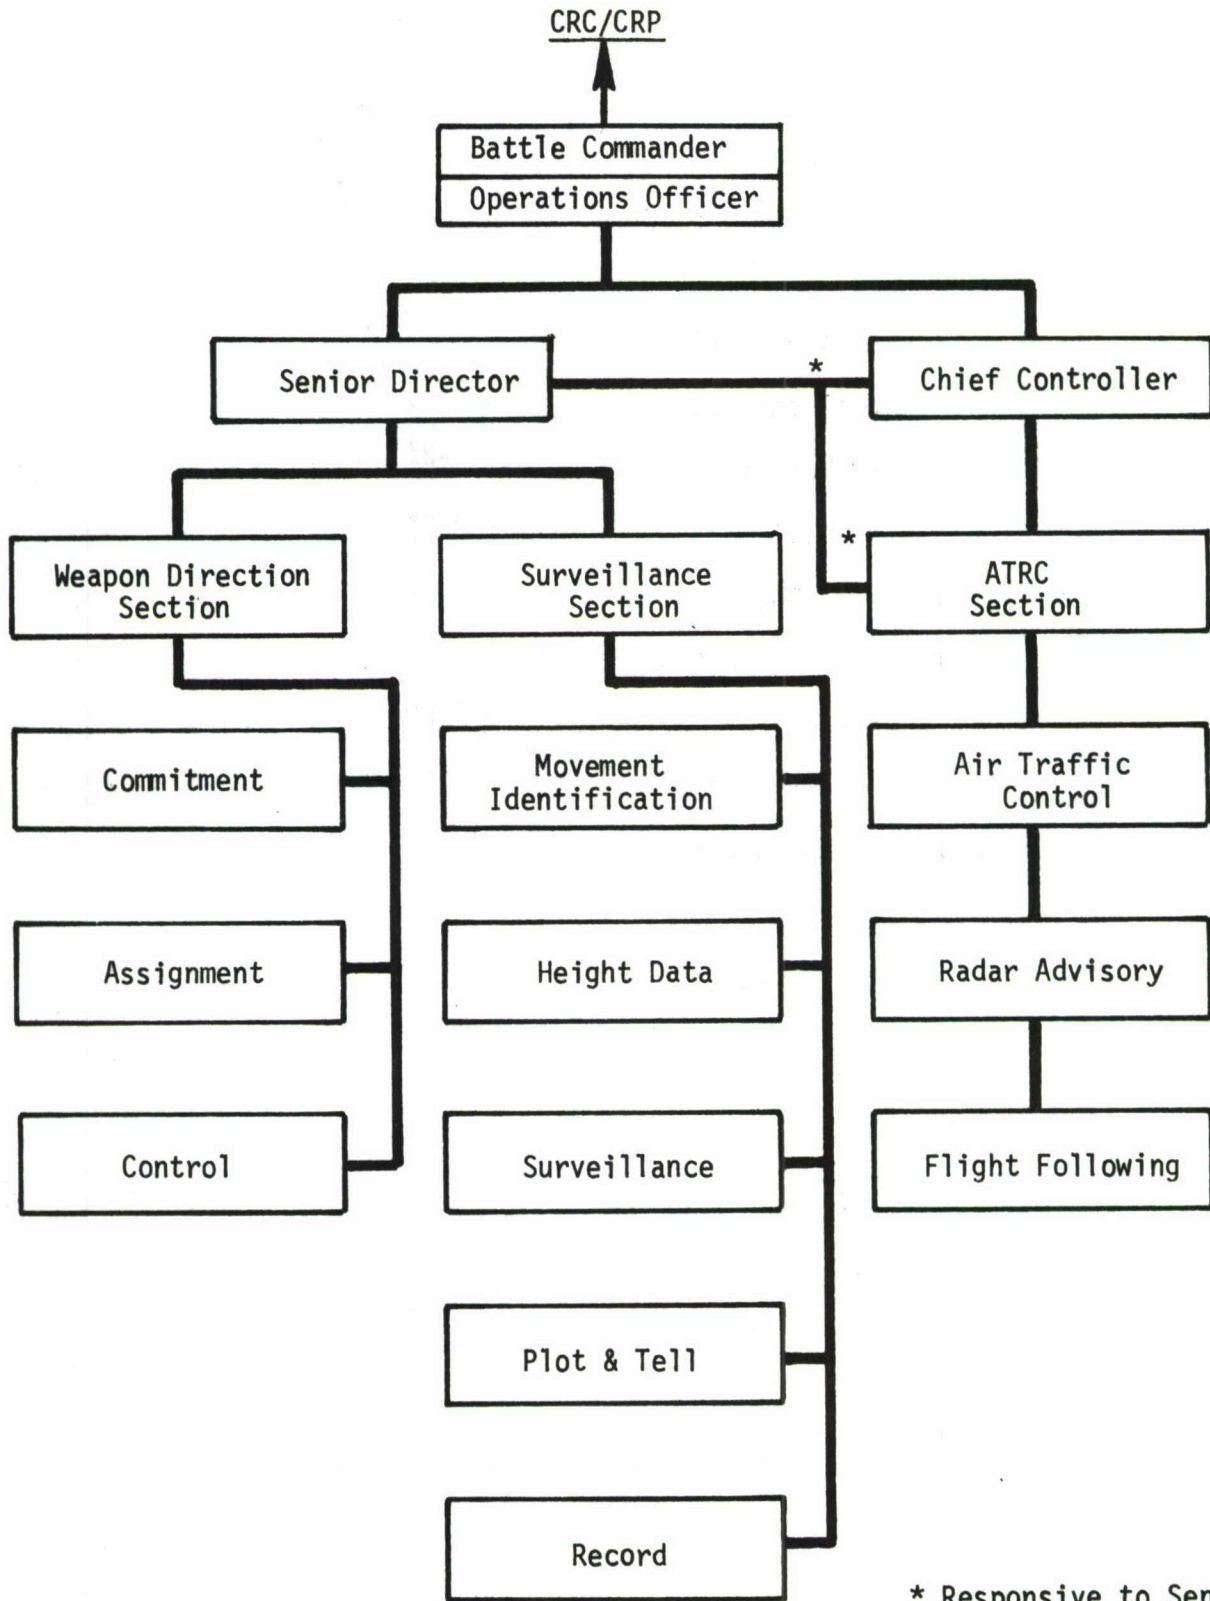 CRC/CRP
Battle Commander
Operations Officer
Senior Director
*
Chief Controller
Weapon Direction
Section
Surveillance
Section
*
ATRC
Section
Commitment
Movement
Identification
Air Traffic
Control
Assignment
Height Data
Radar Advisory
Control
Surveillance
Flight Following
Plot & Tell
Record
* Responsive to